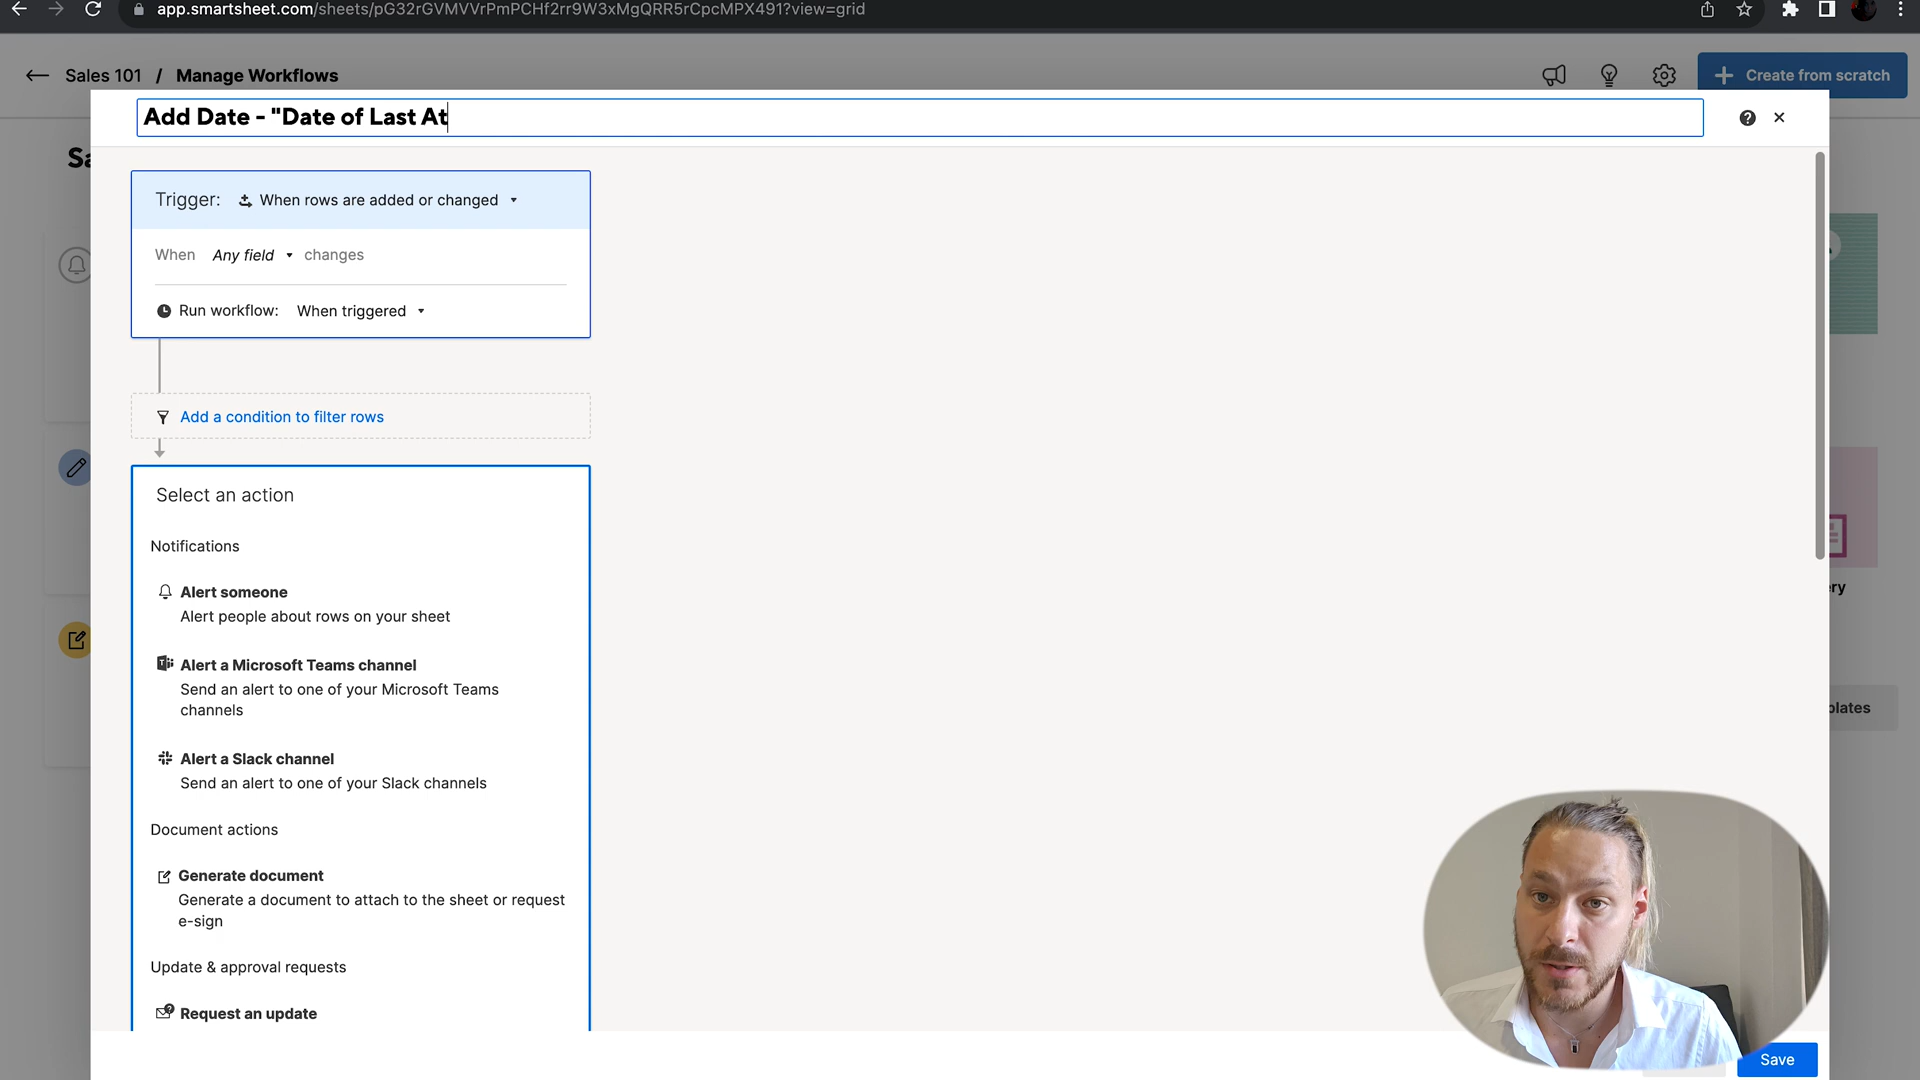 app.smartsheet.com/sheets/pG32rGVMVVrPmPCHf2rr9W3xMgQRR5rCpcMPX491?view=grid
Sales 101 / Manage Workflows
Create from scratch
Add Date - "Date of Last At
Sa
Trigger: When rows are added or changed
When Any field changes
Run workflow: When triggered
Add a condition to filter rows
Select an action
Notifications
Alert someone
Alert people about rows on your sheet
Alert a Microsoft Teams channel
Send an alert to one of your Microsoft Teams
channels
Alert a Slack channel
Send an alert to one of your Slack channels
Document actions
Generate document
Generate a document to attach to the sheet or request
e-sign
Update & approval requests
Request an update
ry
plates
Save